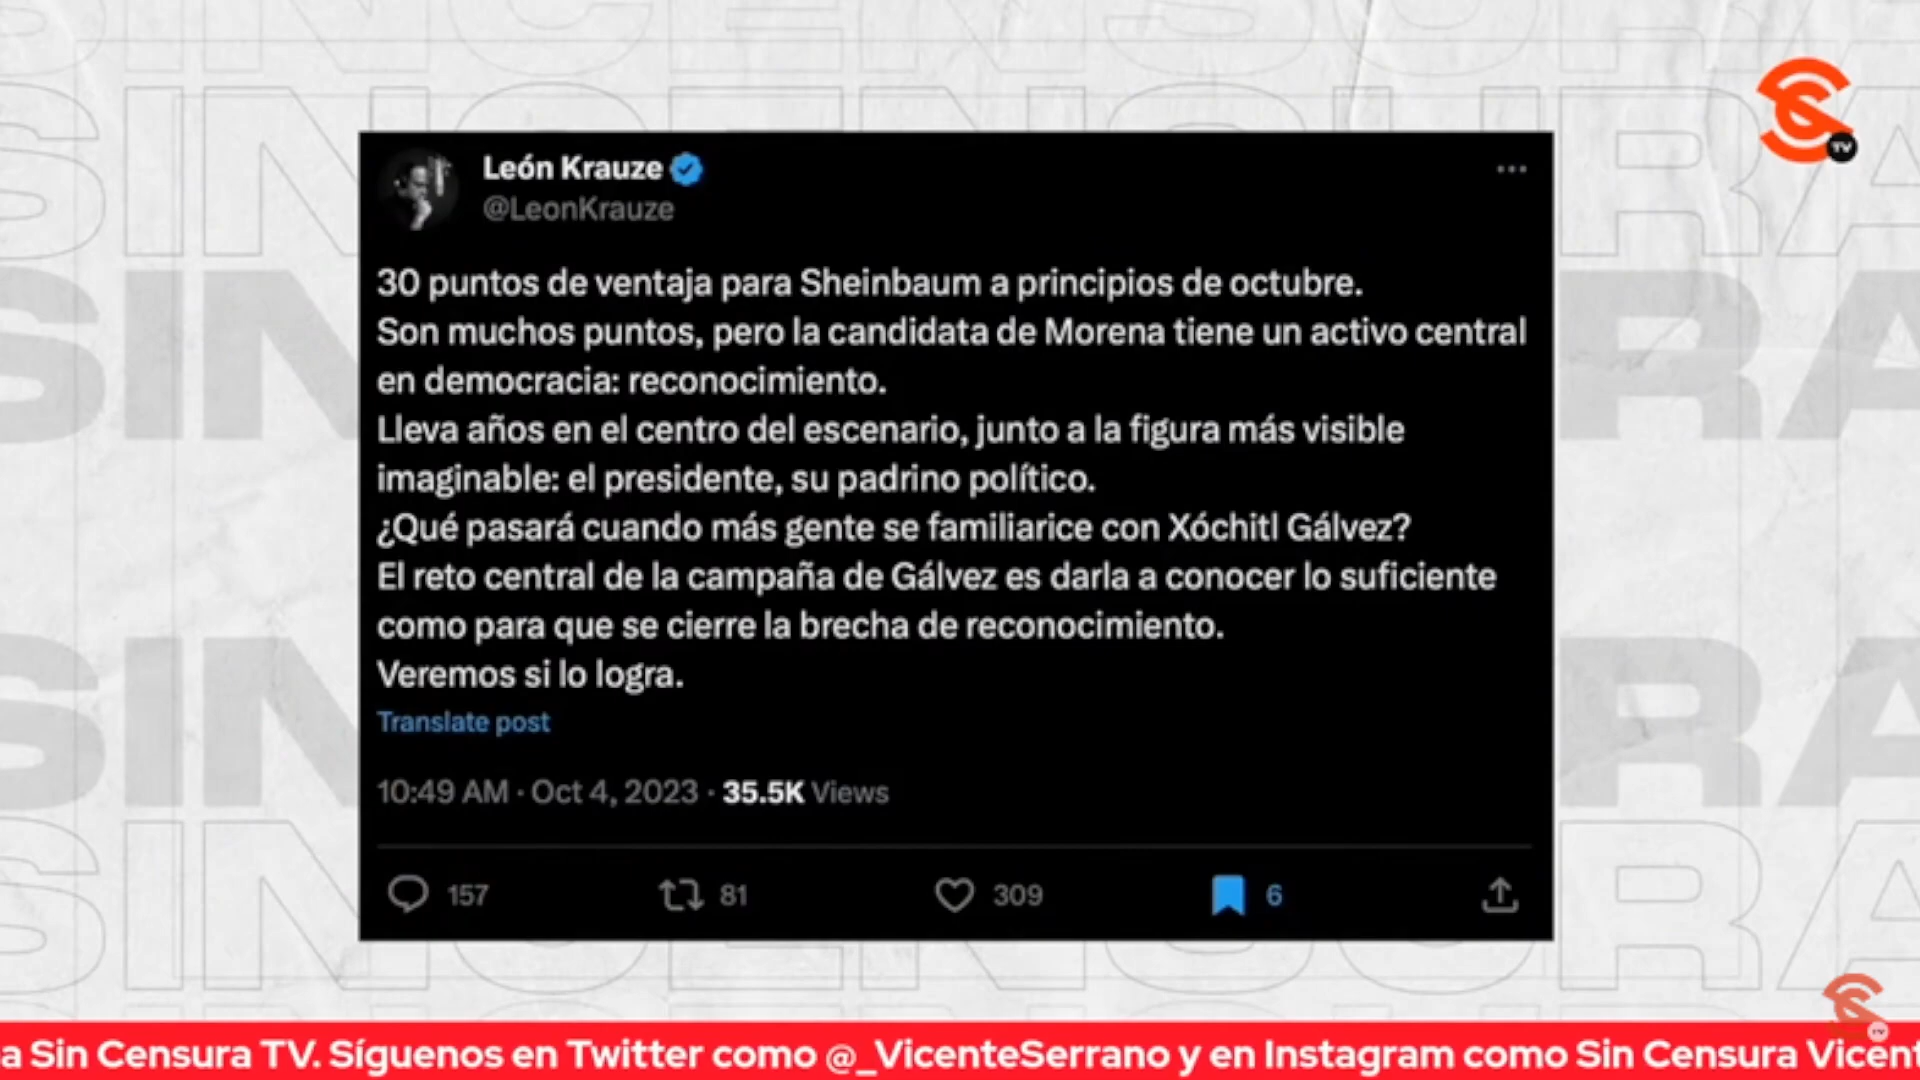 SINCENSURA
SINCENSURA
TV
León Krauze
@LeonKrauze
30 puntos de ventaja para Sheinbaum a principios de octubre.
Son muchos puntos, pero la candidata de Morena tiene un activo central
en democracia: reconocimiento.
Lleva años en el centro del escenario, junto a la figura más visible
imaginable: el presidente, su padrino político.
¿Qué pasará cuando más gente se familiarice con Xóchitl Gálvez?
El reto central de la campaña de Gálvez es darla a conocer lo suficiente
como para que se cierre la brecha de reconocimiento.
Veremos si lo logra.
Translate post
10:49 AM · Oct 4, 2023 · 35.5K Views
157 81 309 6
TV
a Sin Censura TV. Síguenos en Twitter como @_VicenteSerrano y en Instagram como Sin Censura Vicent